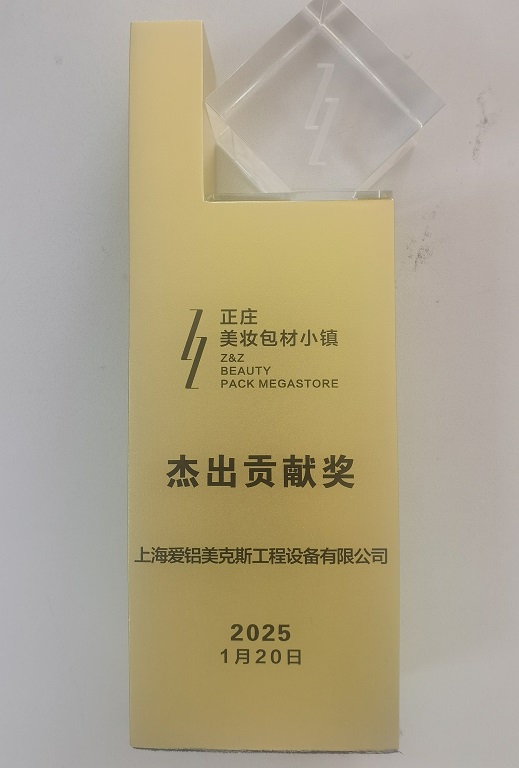 正庄
美妆包材小镇
Z&Z
BEAUTY
PACK MEGASTORE
杰出贡献奖
上海爱铝美克斯工程设备有限公司
2025
1月20日